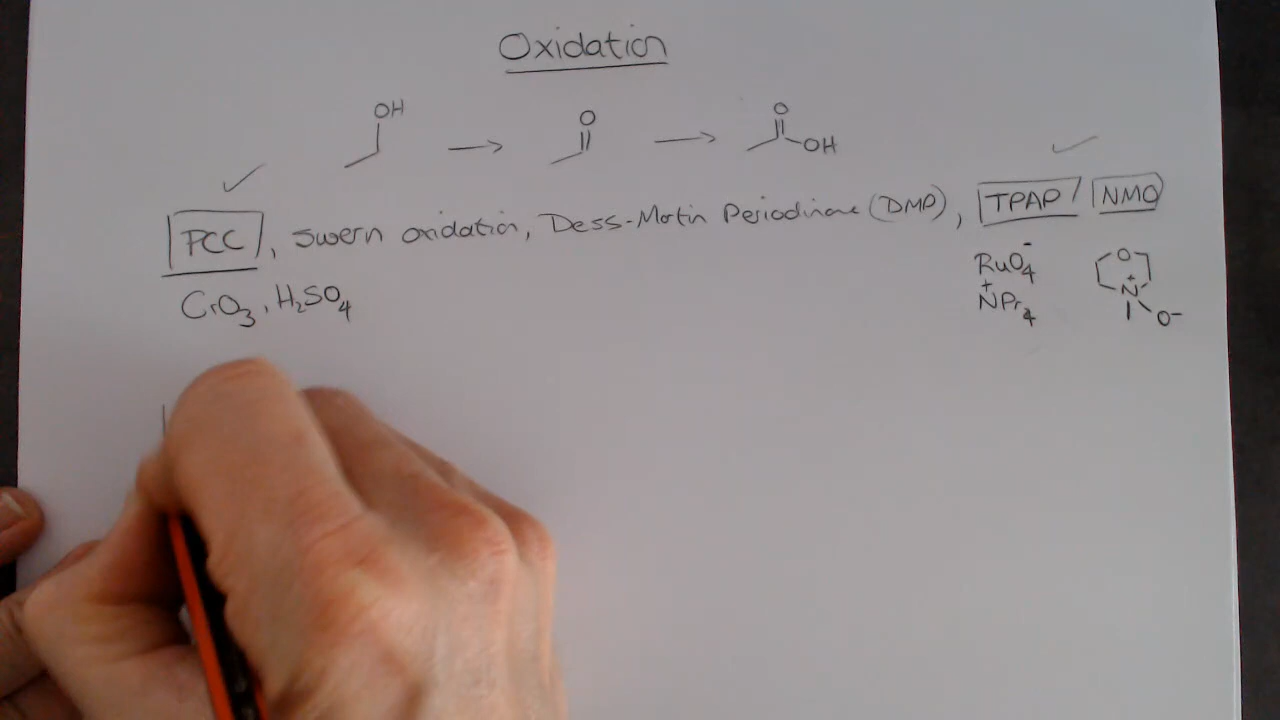 Oxidation
OH
O
O
OH
PCC, Swern oxidation, Dess-Martin Periodinane (DMP), TPAP/NMO
CrO3, H2SO4
RuO4-
+NPr4
O
N+
O-